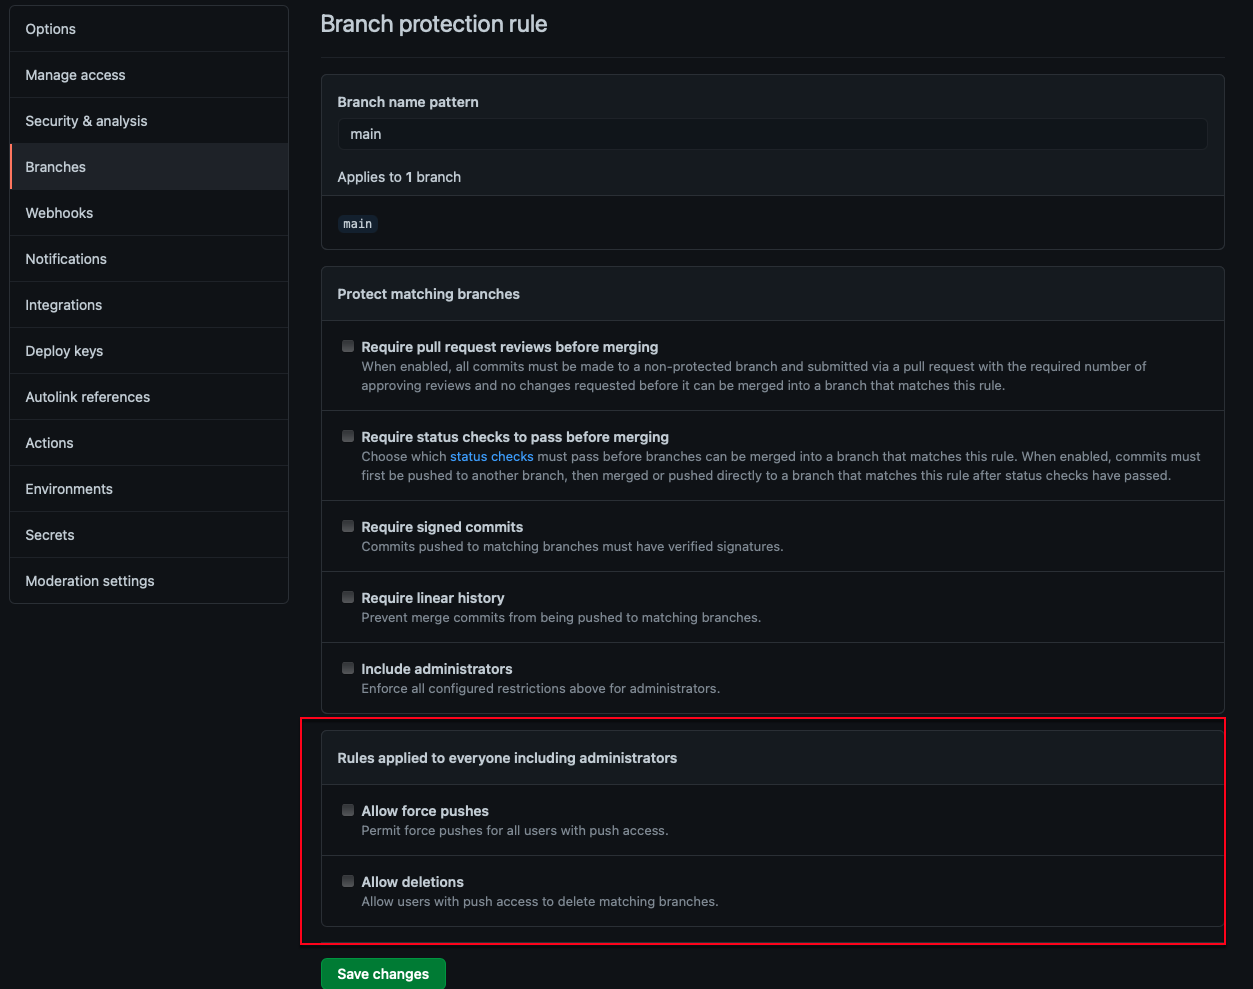 Options
Manage access
Security & analysis
Branches
Webhooks
Notifications
Integrations
Deploy keys
Autolink references
Actions
Environments
Secrets
Moderation settings
Branch protection rule
Branch name pattern
main
Applies to 1 branch
main
Protect matching branches
Require pull request reviews before merging
When enabled, all commits must be made to a non-protected branch and submitted via a pull request with the required number of
approving reviews and no changes requested before it can be merged into a branch that matches this rule.
Require status checks to pass before merging
Choose which status checks must pass before branches can be merged into a branch that matches this rule. When enabled, commits must
first be pushed to another branch, then merged or pushed directly to a branch that matches this rule after status checks have passed.
Require signed commits
Commits pushed to matching branches must have verified signatures.
Require linear history
Prevent merge commits from being pushed to matching branches.
Include administrators
Enforce all configured restrictions above for administrators.
Rules applied to everyone including administrators
Allow force pushes
Permit force pushes for all users with push access.
Allow deletions
Allow users with push access to delete matching branches.
Save changes